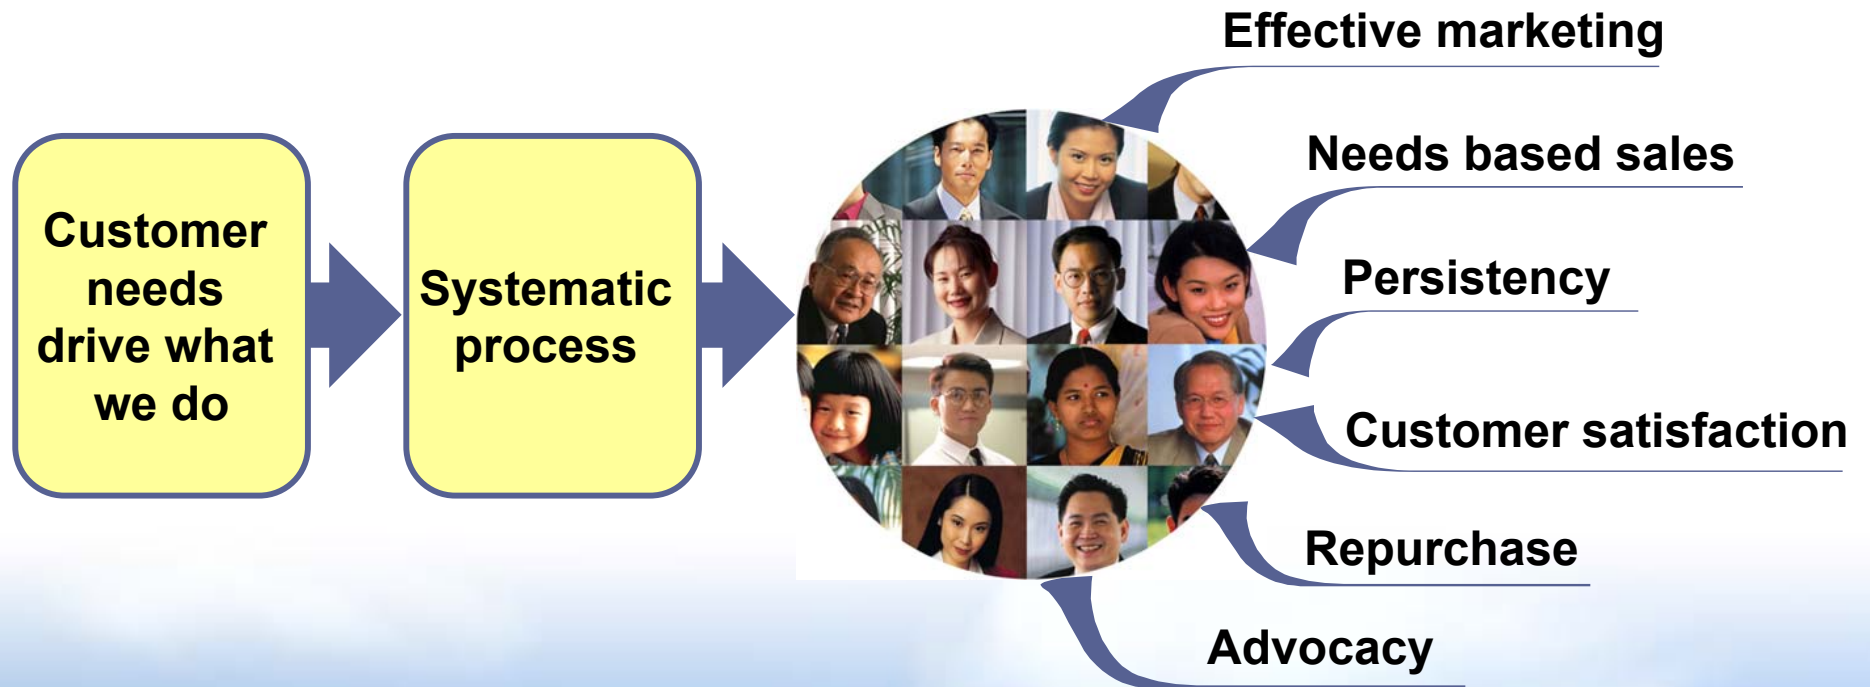 Customer
needs
drive what
we do
Systematic
process
Effective marketing
Needs based sales
Persistency
Customer satisfaction
Repurchase
Advocacy